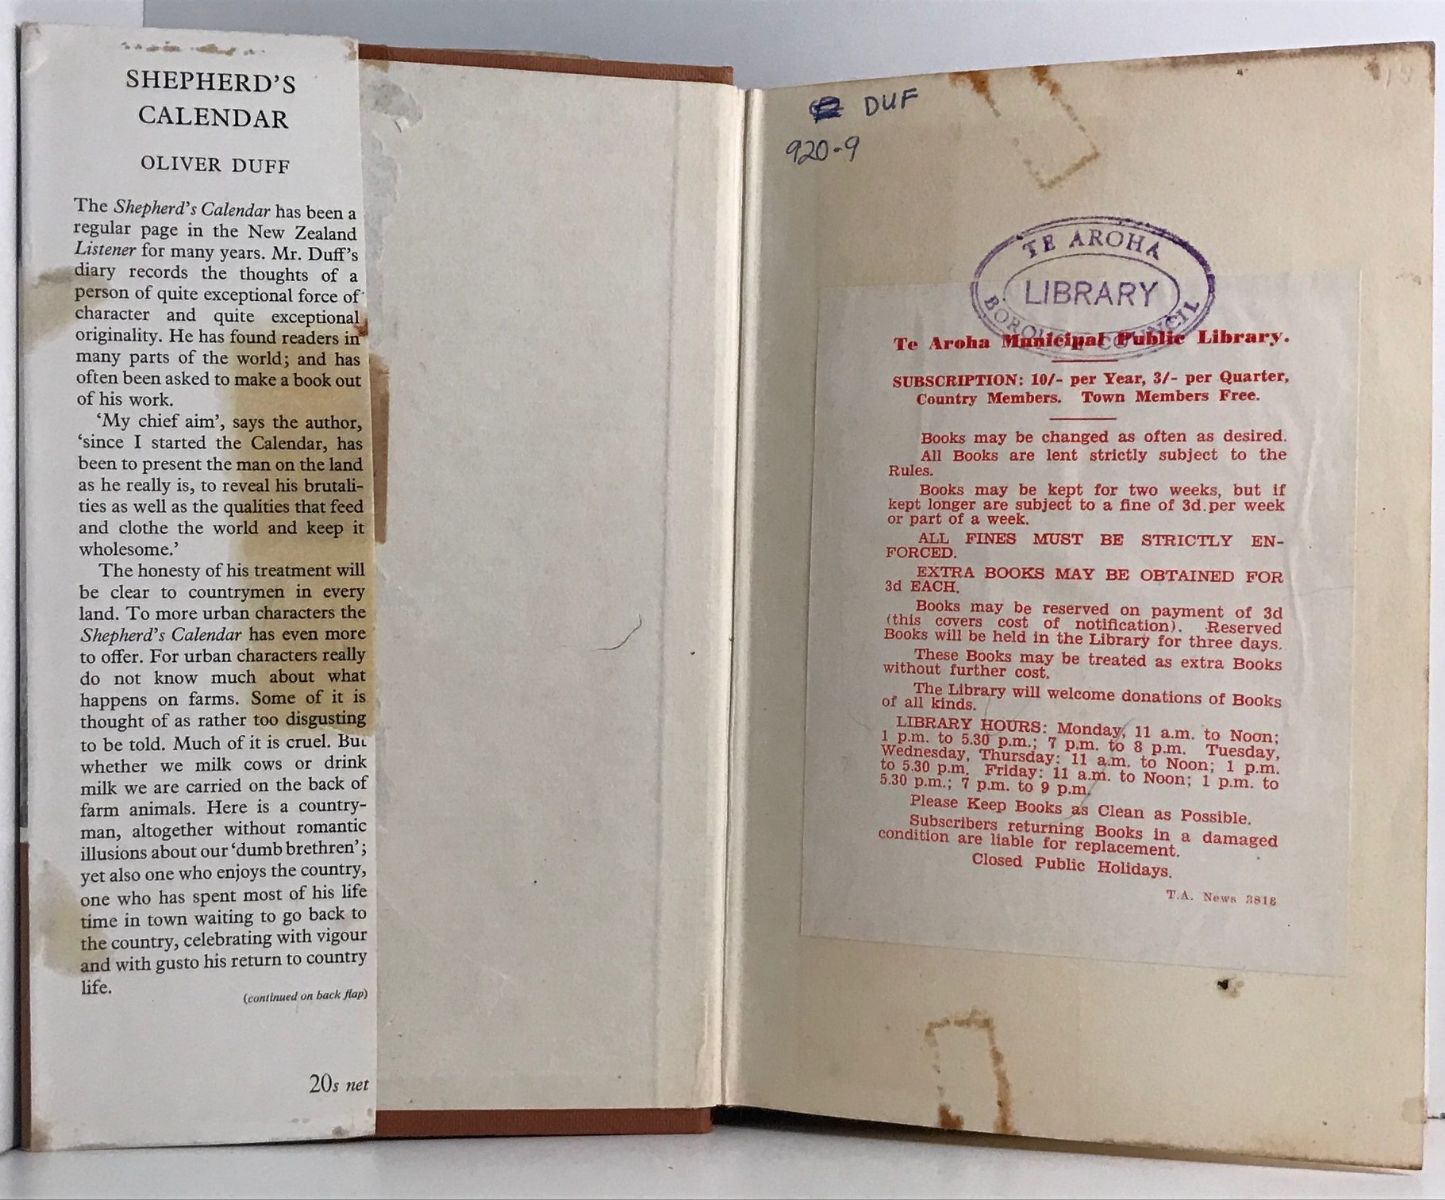 SHEPHERD'S
CALENDAR
OLIVER DUFF
The Shepherd's Calendar has been a
regular page in the New Zealand
Listener for many years. Mr. Duff's
diary records the thoughts of a
person of quite exceptional force of
character and quite exceptional
originality. He has found readers in
many parts of the world; and has
often been asked to make a book out
of his work.
'My chief aim', says the author,
'since I started the Calendar, has
been to present the man on the land
as he really is, to reveal his brutali-
ties as well as the qualities that feed
and clothe the world and keep it
wholesome.'
The honesty of his treatment will
be clear to countrymen in every
land. To more urban characters the
Shepherd's Calendar has even more
to offer. For urban characters really
do not know much about what
happens on farms. Some of it is
thought of as rather too disgusting
to be told. Much of it is cruel. But
whether we milk cows or drink
milk we are carried on the back of
farm animals. Here is a country-
man, altogether without romantic
illusions about our 'dumb brethren';
yet also one who enjoys the country,
one who has spent most of his life
time in town waiting to go back to
the country, celebrating with vigour
and with gusto his return to country
life.
(continued on back flap)
20s net
DUF
920-9
TE AROHA
LIBRARY
BOROUGH COUNCIL
Te Aroha Municipal Public Library.
SUBSCRIPTION: 10/- per Year, 3/- per Quarter,
Country Members. Town Members Free.
Books may be changed as often as desired.
All Books are lent strictly subject to the
Rules.
Books may be kept for two weeks, but if
kept longer are subject to a fine of 3d. per week
or part of a week.
ALL FINES MUST BE STRICTLY EN-
FORCED.
EXTRA BOOKS MAY BE OBTAINED FOR
3d EACH.
Books may be reserved on payment of 3d
(this covers cost of notification). Reserved
Books will be held in the Library for three days.
These Books may be treated as extra Books
without further cost.
The Library will welcome donations of Books
of all kinds.
LIBRARY HOURS: Monday, 11 a.m. to Noon;
1 p.m. to 5.30 p.m.; 7 p.m. to 8 p.m. Tuesday,
Wednesday, Thursday: 11 a.m. to Noon; 1 p.m.
to 5.30 p.m. Friday: 11 a.m. to Noon; 1 p.m. to
5.30 p.m.; 7 p.m. to 9 p.m.
Please Keep Books as Clean as Possible.
Subscribers returning Books in a damaged
condition are liable for replacement.
Closed Public Holidays.
T.A. News